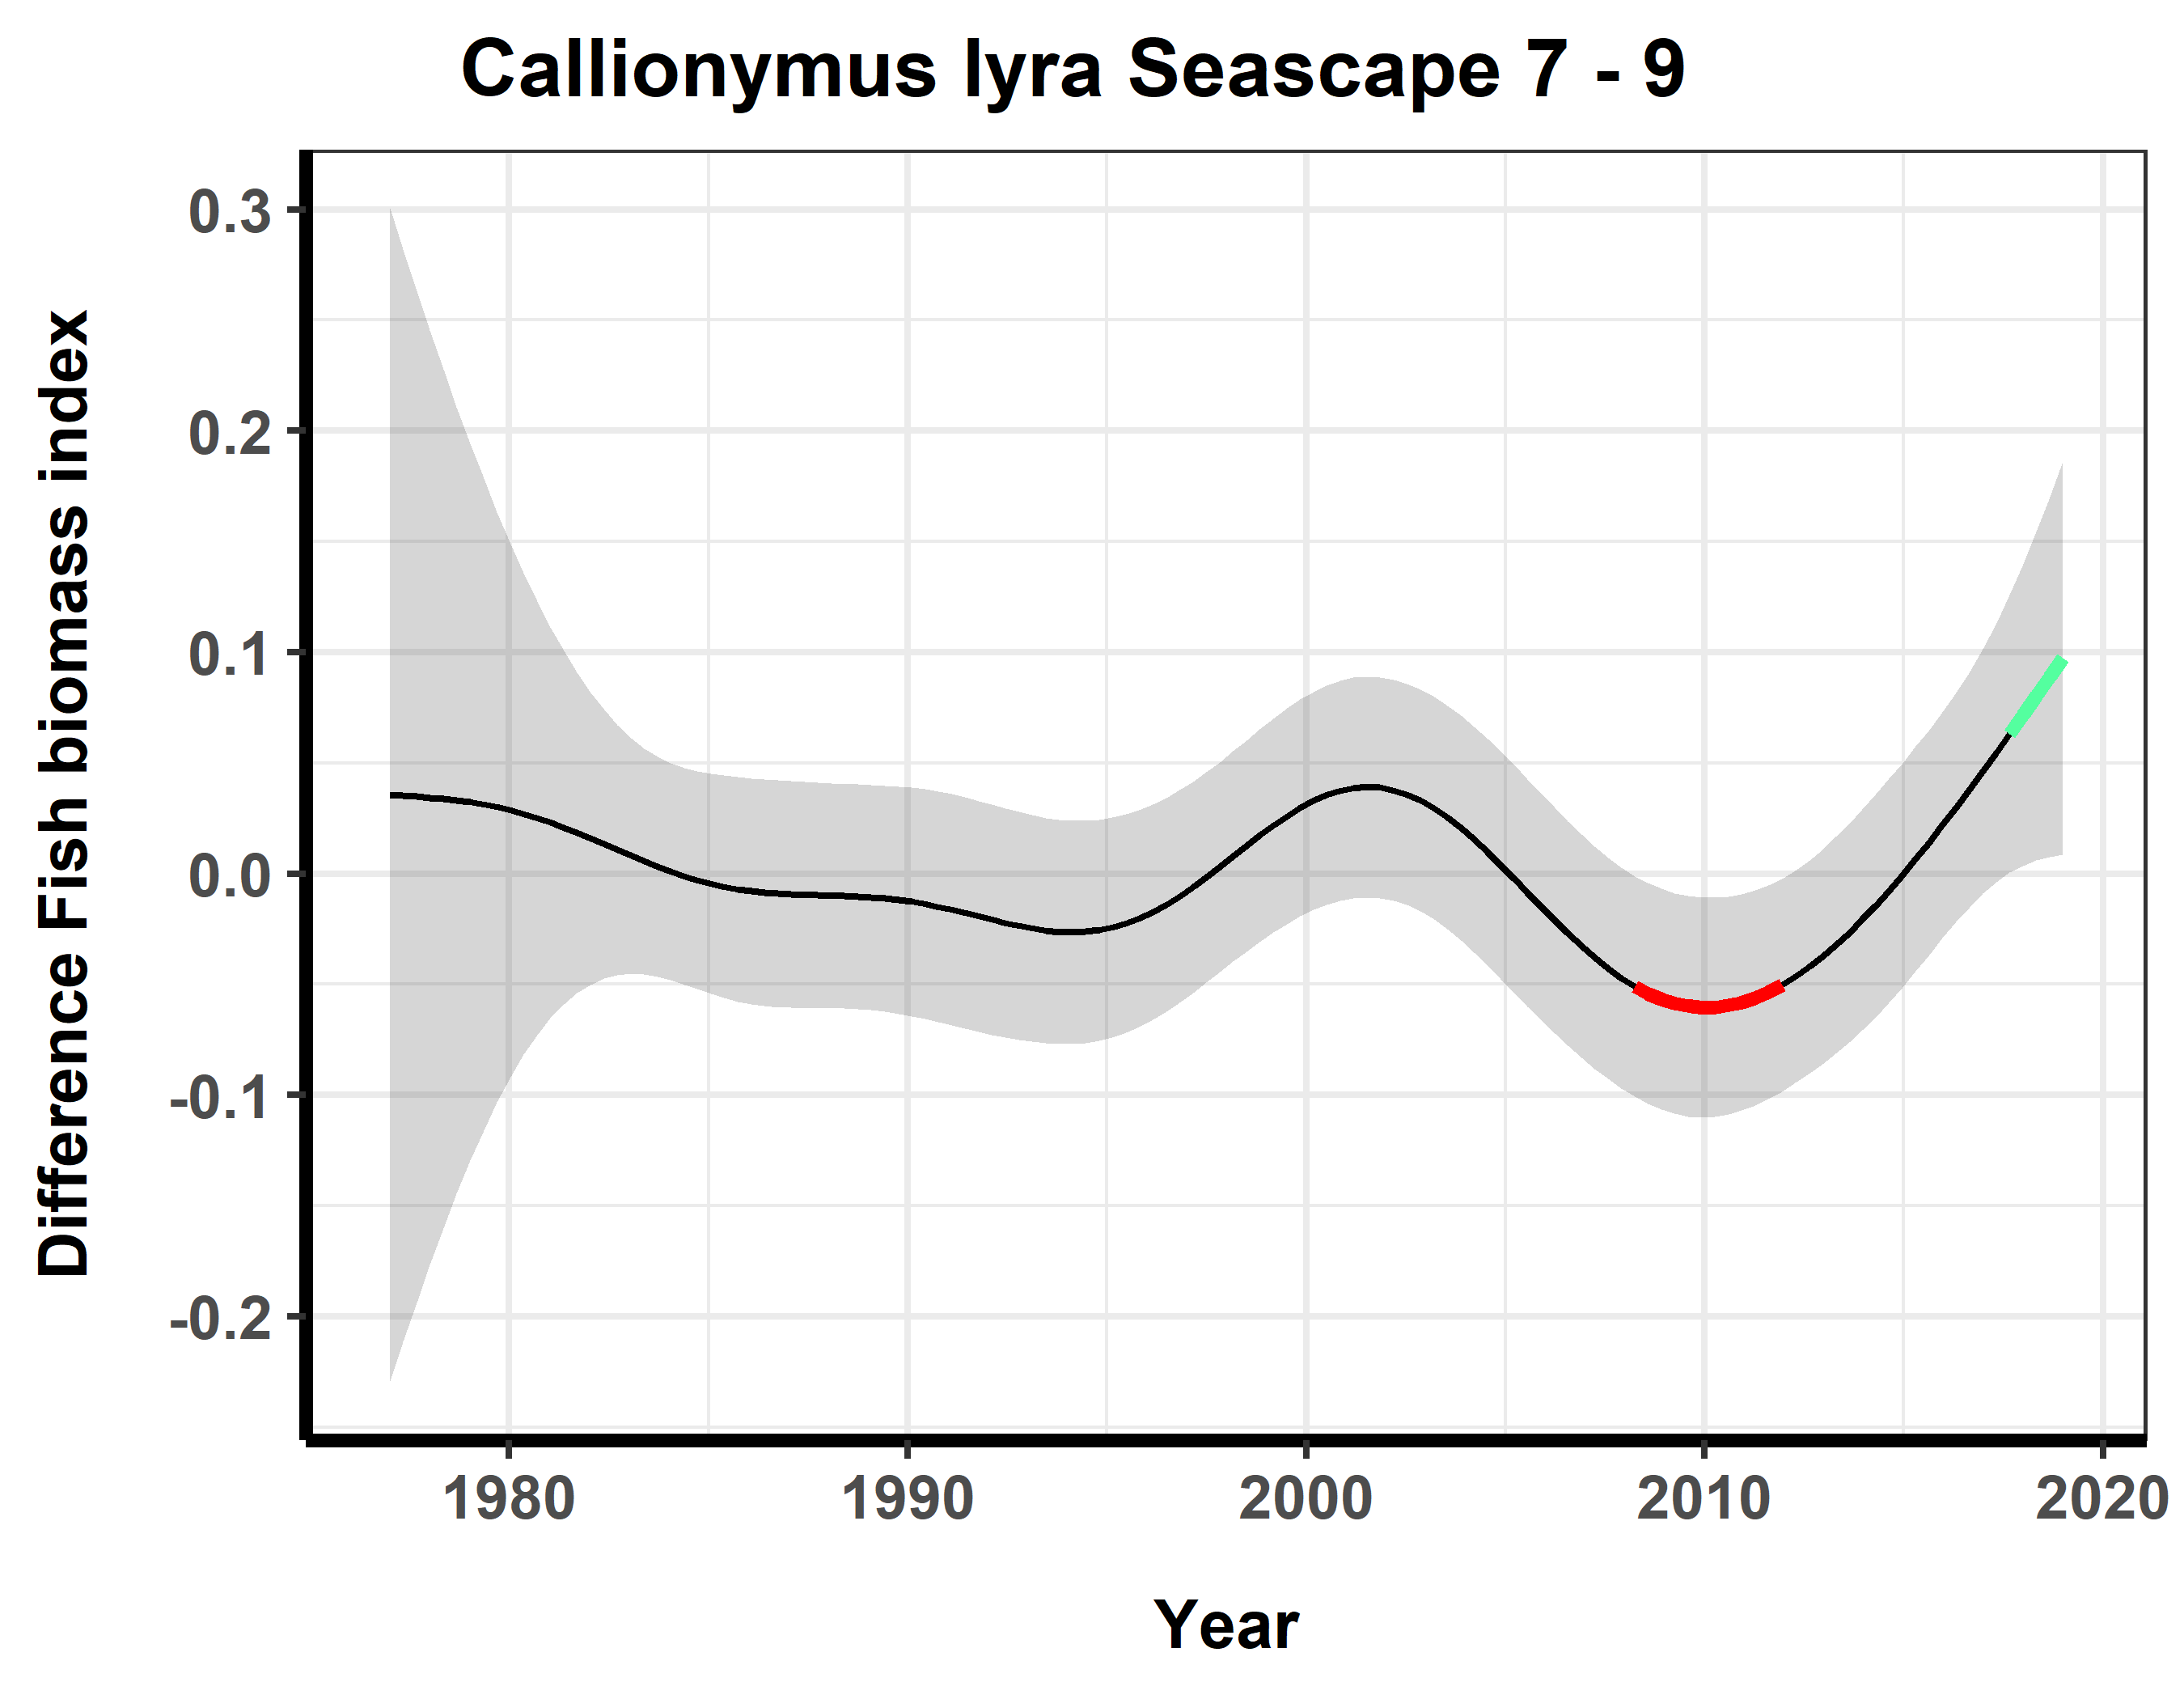 Callionymus lyra Seascape 7 - 9
Difference Fish biomass index
0.3
0.2
0.1
0.0
-0.1
-0.2
1980 1990 2000 2010 2020
Year